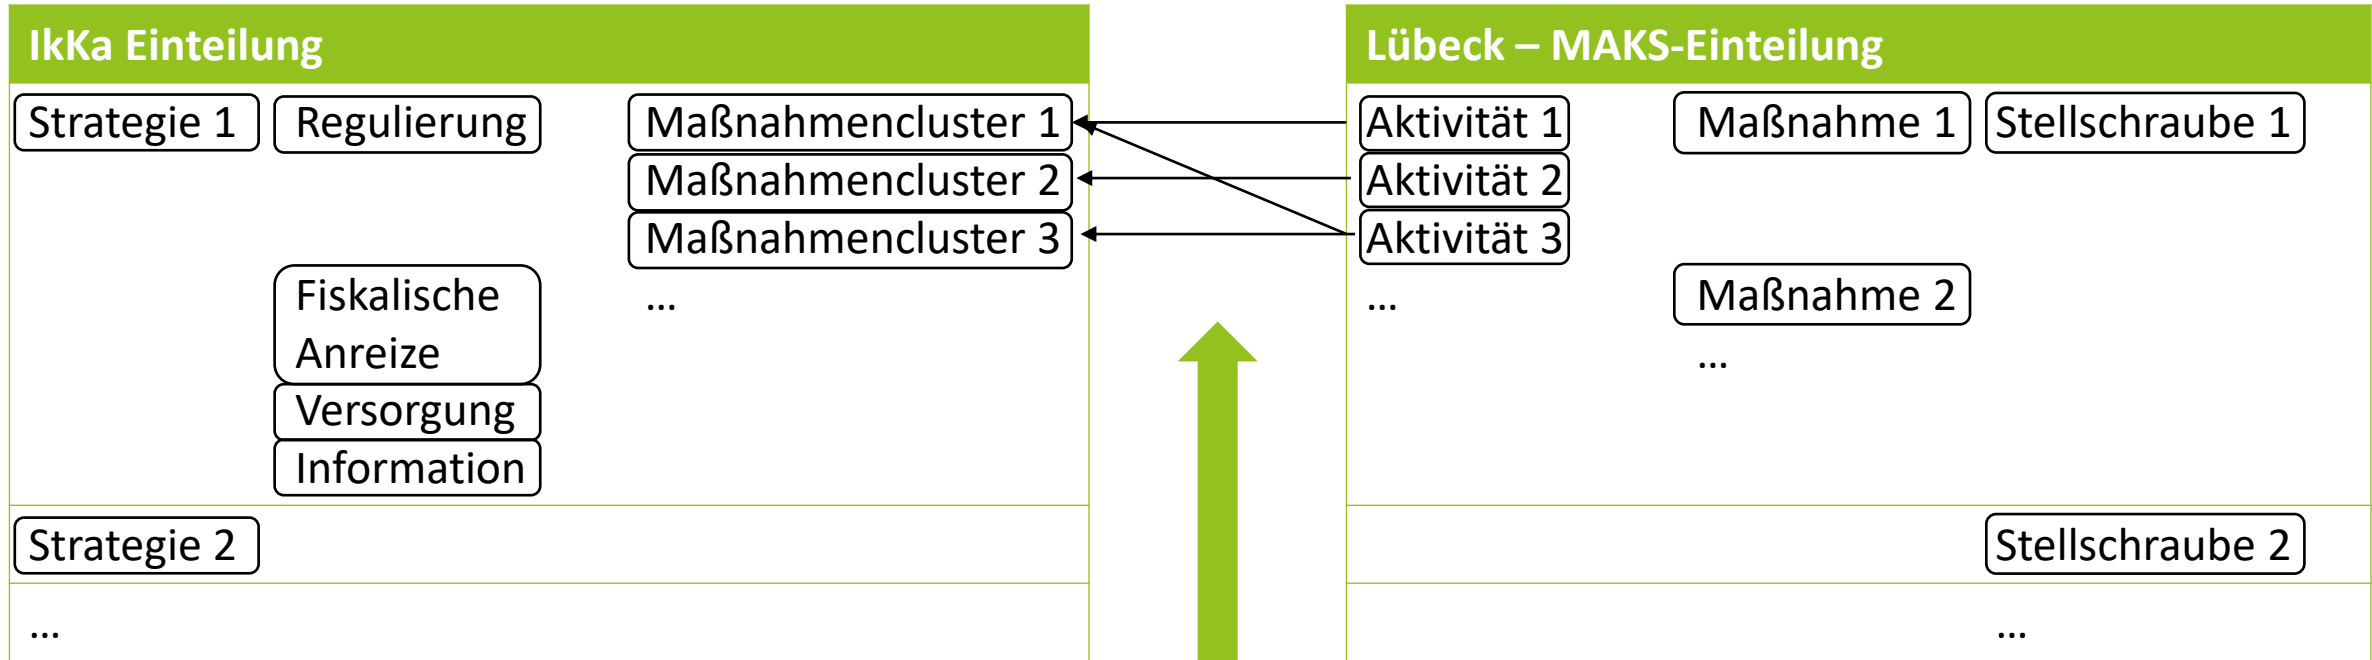 IkKa Einteilung
Strategie 1 Regulierung Maßnahmencluster 1
Maßnahmencluster 2
Maßnahmencluster 3
Fiskalische ...
Anreize
Versorgung
Information
Strategie 2
...
Lübeck – MAKS-Einteilung
Aktivität 1 Maßnahme 1 Stellschraube 1
Aktivität 2
Aktivität 3
... Maßnahme 2
...
Stellschraube 2
...